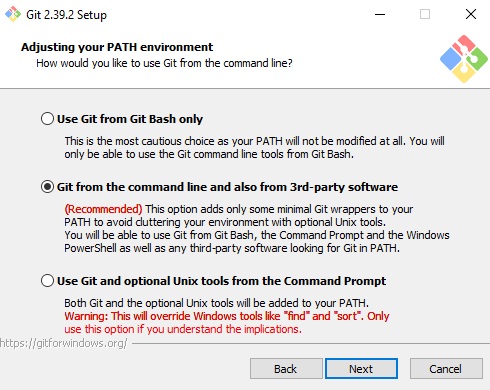 Git 2.39.2 Setup
Adjusting your PATH environment
How would you like to use Git from the command line?
Use Git from Git Bash only
This is the most cautious choice as your PATH will not be modified at all. You will
only be able to use the Git command line tools from Git Bash.
Git from the command line and also from 3rd-party software
(Recommended) This option adds only some minimal Git wrappers to your
PATH to avoid cluttering your environment with optional Unix tools.
You will be able to use Git from Git Bash, the Command Prompt and the Windows
PowerShell as well as any third-party software looking for Git in PATH.
Use Git and optional Unix tools from the Command Prompt
Both Git and the optional Unix tools will be added to your PATH.
Warning: This will override Windows tools like "find" and "sort". Only
use this option if you understand the implications.
https://gitforwindows.org/
Back
Next
Cancel